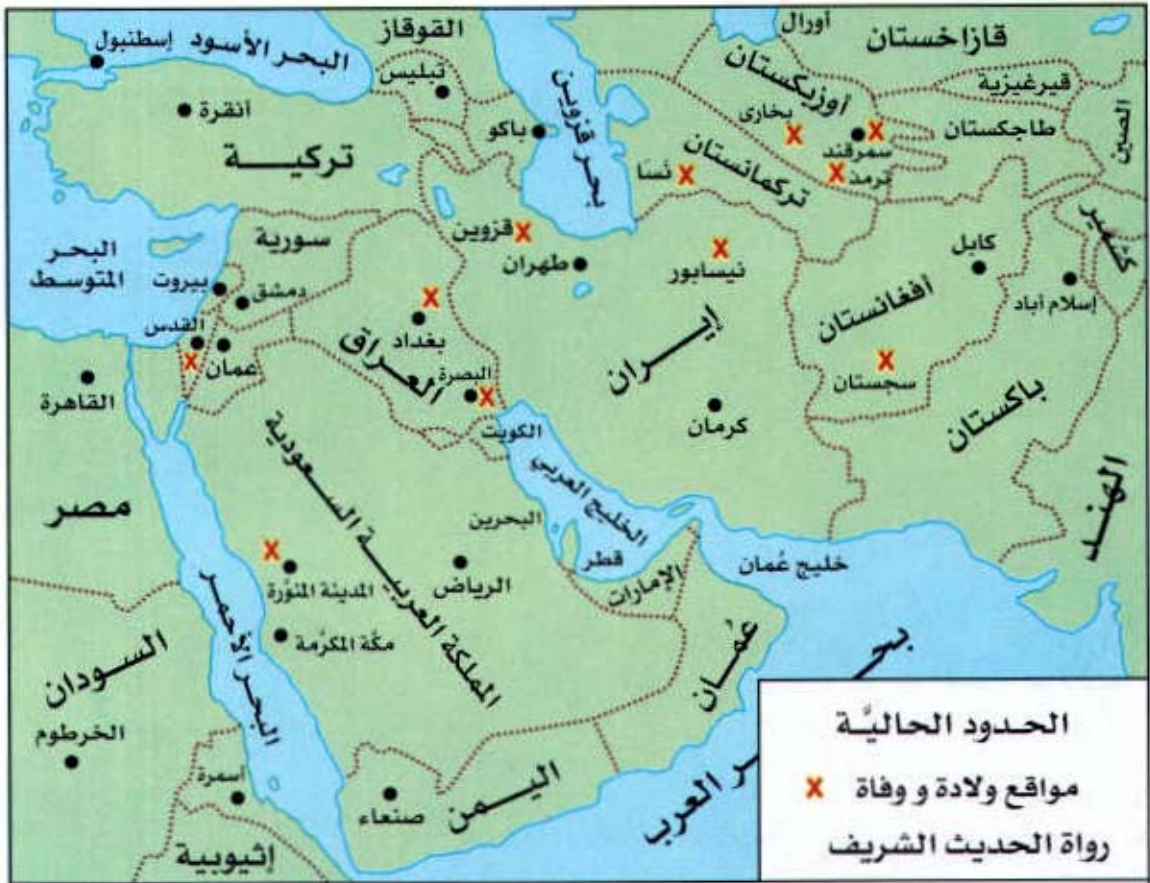 أورال
قازاخستان
القوقاز
البحر الأسود
إسطنبول
تبليس
أوزبكستان
قيرغيزية
الصين
بخارى
طاجكستان
أنقرة
باكو
بحر قزوين
سمرقند
تركية
تركمانستان
نَسَا
ترمذ
كشمير
سورية
قزوين
نيسابور
كابل
البحر
المتوسط
طهران
بيروت
دمشق
أفغانستان
إسلام آباد
القدس
بغداد
إيران
عمان
العراق
البصرة
سجستان
القاهرة
كرمان
باكستان
الكويت
الهند
مصر
المملكة العربية السعودية
الخليج العربي
البحرين
قطر
خليج عُمان
المدينة المنوَّرة
الرياض
الإمارات
مكَّة المكرَّمة
البحر الأحمر
عُمان
السودان
بحر العرب
الخرطوم
أسمرة
صنعاء
اليمن
إثيوبية
الحدود الحاليَّة
مواقع ولادة و وفاة X
رواة الحديث الشريف